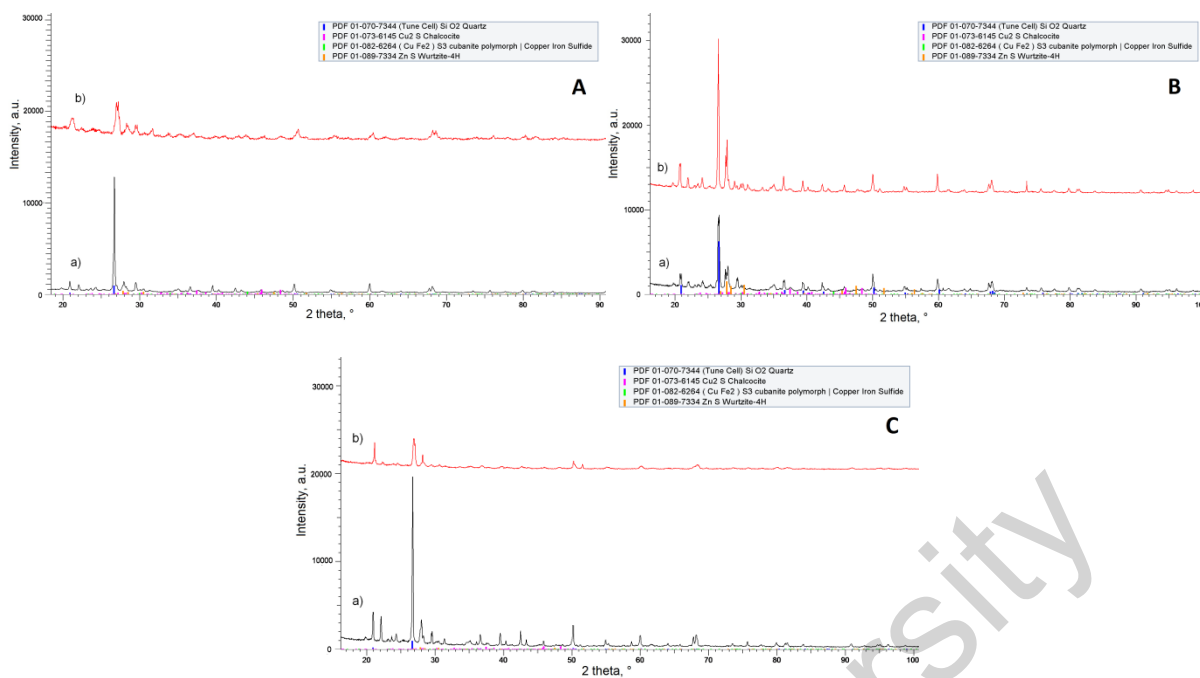 30000
PDF 01-070-7344 (Tune Cell) Si O2 Quartz
PDF 01-073-6145 Cu2 S Chalcocite
PDF 01-082-6264 ( Cu Fe2 ) S3 cubanite polymorph | Copper Iron Sulfide
PDF 01-089-7334 Zn S Wurtzite-4H
A
b)
20000
Intensity, a.u.
10000
a)
0
20 30 40 50 60 70 80 90
2 theta, °
PDF 01-070-7344 (Tune Cell) Si O2 Quartz
PDF 01-073-6145 Cu2 S Chalcocite
PDF 01-082-6264 ( Cu Fe2 ) S3 cubanite polymorph | Copper Iron Sulfide
PDF 01-089-7334 Zn S Wurtzite-4H
30000
B
Intensity, a.u.
20000
b)
10000
a)
0
20 30 40 50 60 70 80 90 100
2 theta, °
30000
PDF 01-070-7344 (Tune Cell) Si O2 Quartz
PDF 01-073-6145 Cu2 S Chalcocite
PDF 01-082-6264 ( Cu Fe2 ) S3 cubanite polymorph | Copper Iron Sulfide
PDF 01-089-7334 Zn S Wurtzite-4H
C
b)
20000
Intensity, a.u.
10000
a)
0
20 30 40 50 60 70 80 90 100
2 theta, °
ersity